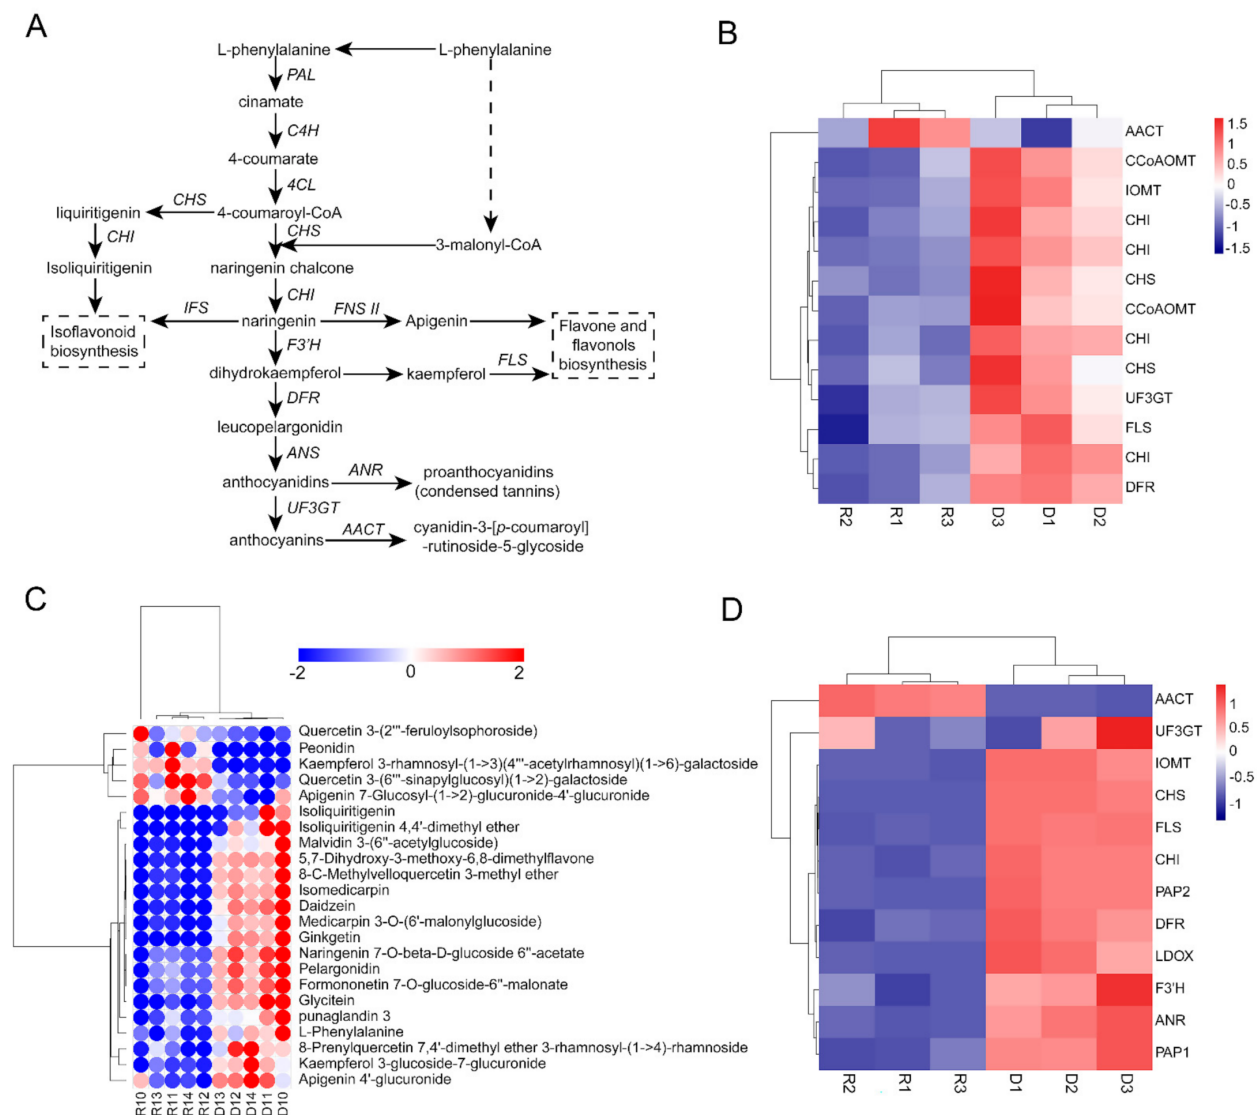 A
L-phenylalanine
L-phenylalanine
PAL
cinamate
C4H
4-coumarate
4CL
liquiritigenin
CHS
4-coumaroyl-CoA
CHI
CHS
3-malonyl-CoA
Isoliquiritigenin
naringenin chalcone
CHI
IFS
naringenin
FNS II
Apigenin
Isoflavonoid
biosynthesis
Flavone and
flavonols
biosynthesis
F3'H
dihydrokaempferol
kaempferol
FLS
DFR
leucopelargonidin
ANS
anthocyanidins
ANR
proanthocyanidins
(condensed tannins)
UF3GT
anthocyanins
AACT
cyanidin-3-[p-coumaroyl]
-rutinoside-5-glycoside
B
AACT
CCoAOMT
IOMT
CHI
CHI
CHS
CCoAOMT
CHI
CHS
UF3GT
FLS
CHI
DFR
R2 R1 R3 D3 D1 D2
1.5
1
0.5
0
-0.5
-1
-1.5
C
-2 0 2
Quercetin 3-(2'''-feruloylsophoroside)
Peonidin
Kaempferol 3-rhamnosyl-(1->3)(4'''-acetylrhamnosyl)(1->6)-galactoside
Quercetin 3-(6'''-sinapylglucosyl)(1->2)-galactoside
Apigenin 7-Glucosyl-(1->2)-glucuronide-4'-glucuronide
Isoliquiritigenin
Isoliquiritigenin 4,4'-dimethyl ether
Malvidin 3-(6''-acetylglucoside)
5,7-Dihydroxy-3-methoxy-6,8-dimethylflavone
8-C-Methylvelloquercetin 3-methyl ether
Isomedicarpin
Daidzein
Medicarpin 3-O-(6'-malonylglucoside)
Ginkgetin
Naringenin 7-O-beta-D-glucoside 6''-acetate
Pelargonidin
Formononetin 7-O-glucoside-6''-malonate
Glycitein
punaglandin 3
L-Phenylalanine
8-Prenylquercetin 7,4'-dimethyl ether 3-rhamnosyl-(1->4)-rhamnoside
Kaempferol 3-glucoside-7-glucuronide
Apigenin 4'-glucuronide
R10 R13 R11 R14 R12 D13 D12 D14 D11 D10
D
AACT
UF3GT
IOMT
CHS
FLS
CHI
PAP2
DFR
LDOX
F3'H
ANR
PAP1
R2 R1 R3 D1 D2 D3
1
0.5
0
-0.5
-1